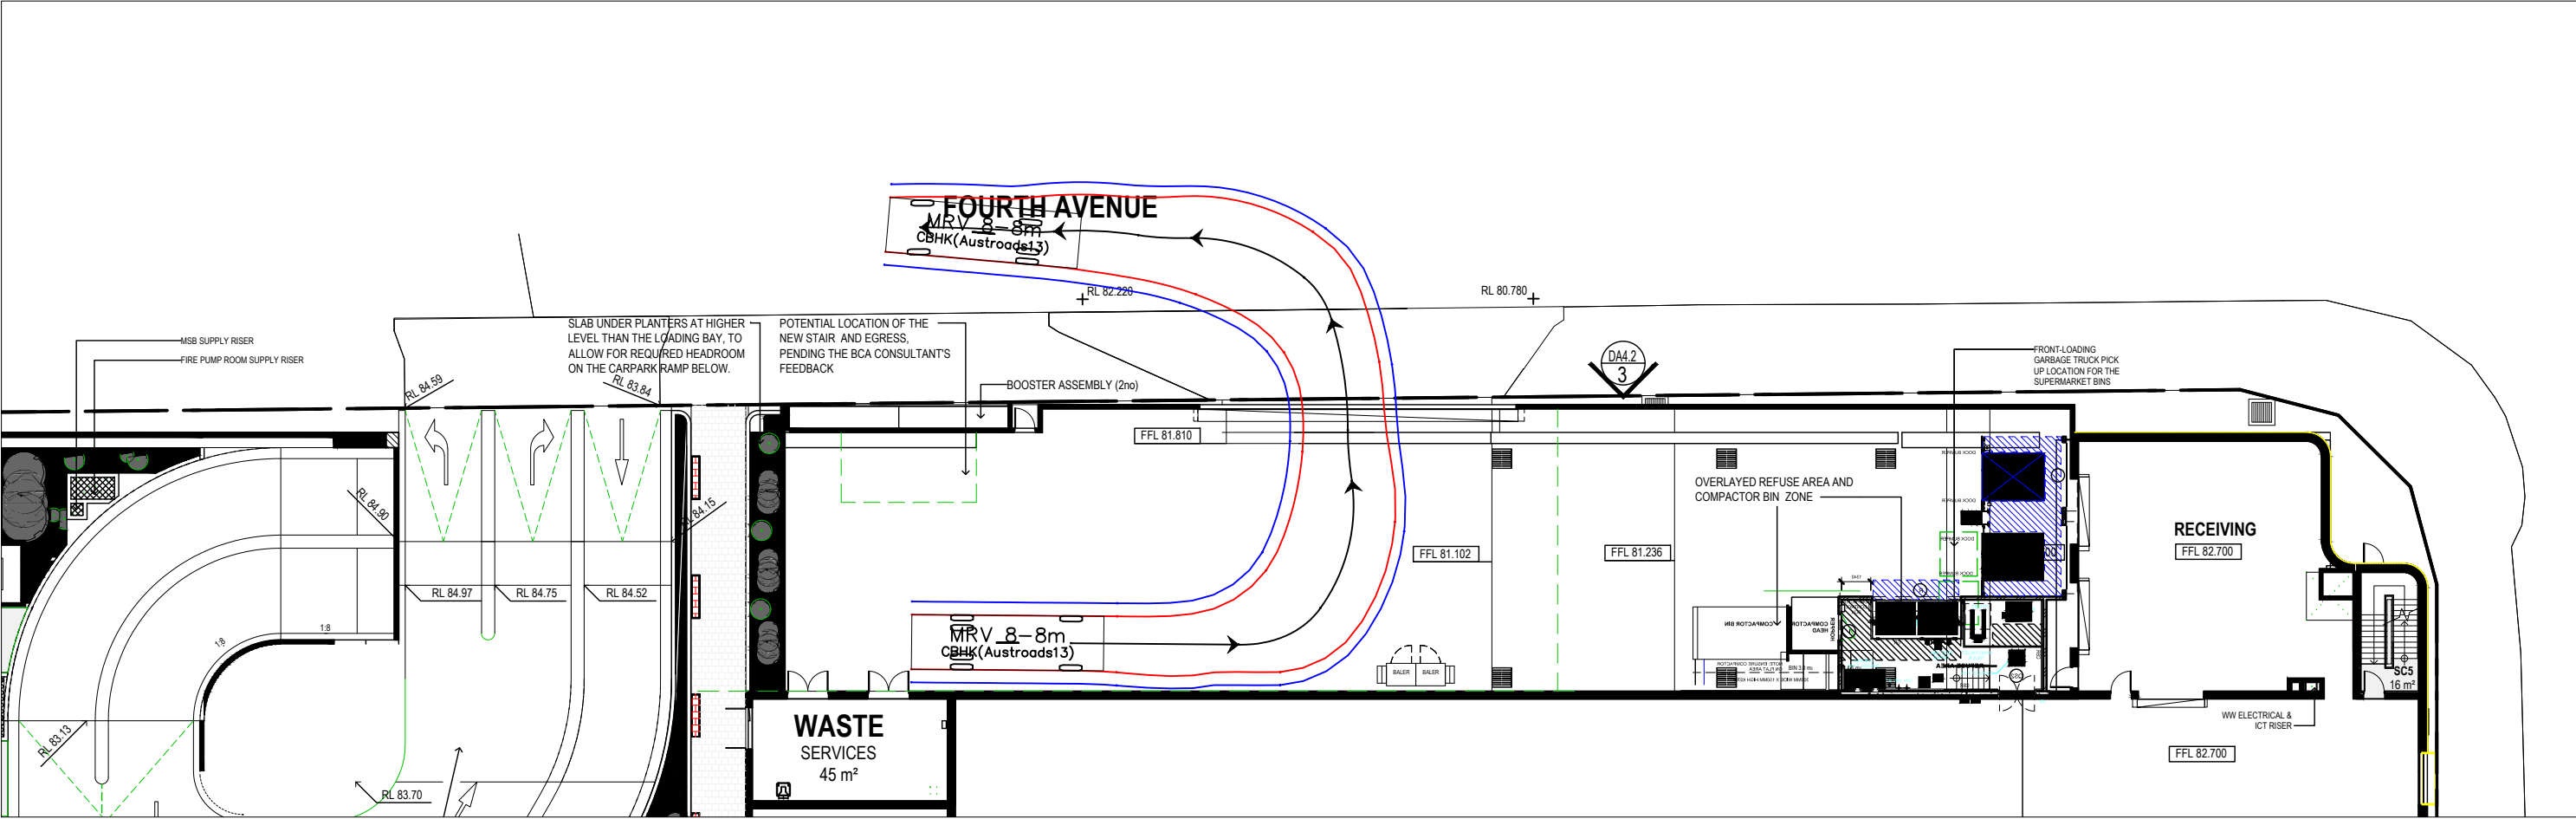 FOURTH AVENUE
MRV 8-8m
CBHK(Austroads13)
RL 82.220
RL 80.780
MSB SUPPLY RISER
FIRE PUMP ROOM SUPPLY RISER
SLAB UNDER PLANTERS AT HIGHER
LEVEL THAN THE LOADING BAY, TO
ALLOW FOR REQUIRED HEADROOM
ON THE CARPARK RAMP BELOW.
POTENTIAL LOCATION OF THE
NEW STAIR AND EGRESS,
PENDING THE BCA CONSULTANT'S
FEEDBACK
BOOSTER ASSEMBLY (2no)
DA4.2
3
FRONT-LOADING
GARBAGE TRUCK PICK
UP LOCATION FOR THE
SUPERMARKET BINS
RL 84.59
RL 83.84
FFL 81.810
RL 84.90
RL 84.15
OVERLAYED REFUSE AREA AND
COMPACTOR BIN ZONE
RECEIVING
FFL 82.700
FFL 81.102
FFL 81.236
RL 84.97
RL 84.75
RL 84.52
1:8
1:8
MRV 8-8m
CBHK(Austroads13)
COMPACTOR BIN
COMPACTOR
HEAD
BALER
BALER
SC5
16 m²
WASTE
SERVICES
45 m²
WW ELECTRICAL &
ICT RISER
FFL 82.700
RL 83.13
RL 83.70